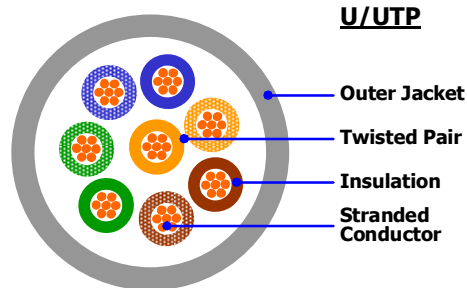 U/UTP
Outer Jacket
Twisted Pair
Insulation
Stranded
Conductor